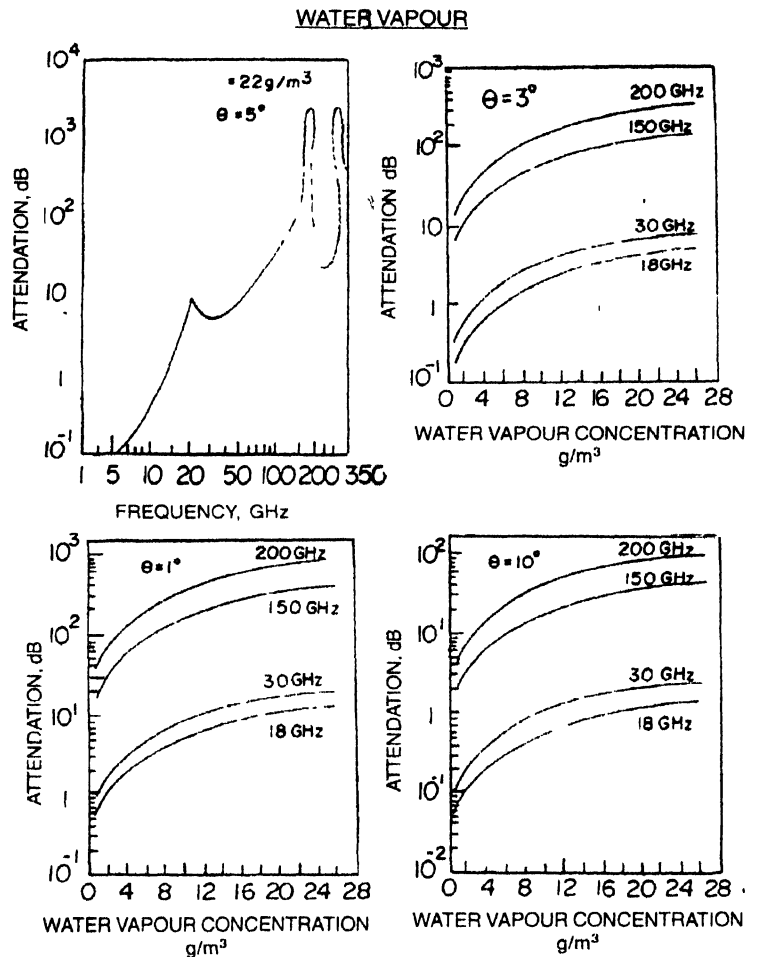 WATER VAPOUR
10⁴
10³
10²
10
1
10⁻¹
ATTENDATION, dB
= 22g/m³
θ = 5°
1 5 10 20 50 100 200 350
FREQUENCY, GHz
10³
10²
10
1
10⁻¹
ATTENDATION dB
θ = 3°
200 GHz
150 GHz
30 GHz
18GHz
0 4 8 12 16 20 24 28
WATER VAPOUR CONCENTRATION
g/m³
10³
10²
10¹
1
10⁻¹
ATTENDATION, dB
θ = 1°
200 GHz
150 GHz
30 GHz
18 GHz
0 4 8 12 16 20 24 28
WATER VAPOUR CONCENTRATION
g/m³
10²
10¹
1
10⁻¹
10⁻²
ATTENDATION, dB
θ = 10°
200 GHz
150 GHz
30 GHz
18 GHz
0 4 8 12 16 20 24 28
WATER VAPOUR CONCENTRATION
g/m³